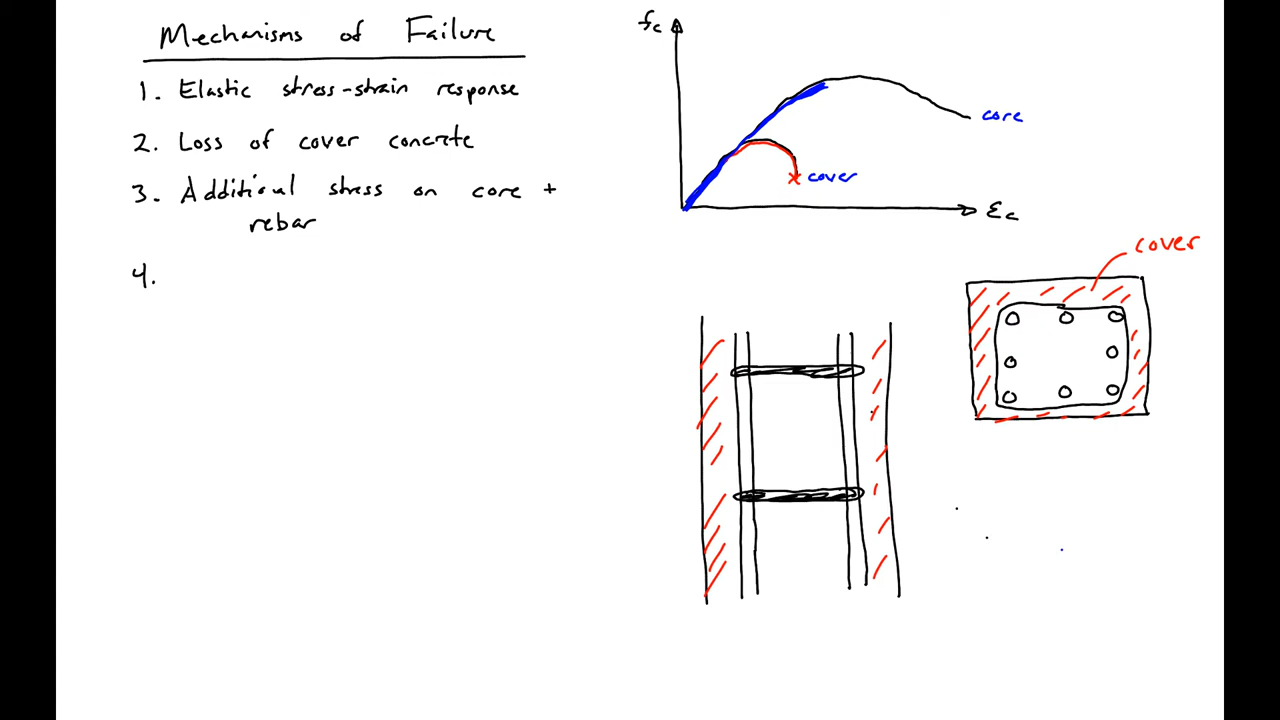 Mechanisms of Failure
1. Elastic stress-strain response
2. Loss of cover concrete
3. Additional stress on core +
rebar
4.
fc
core
cover
εc
cover